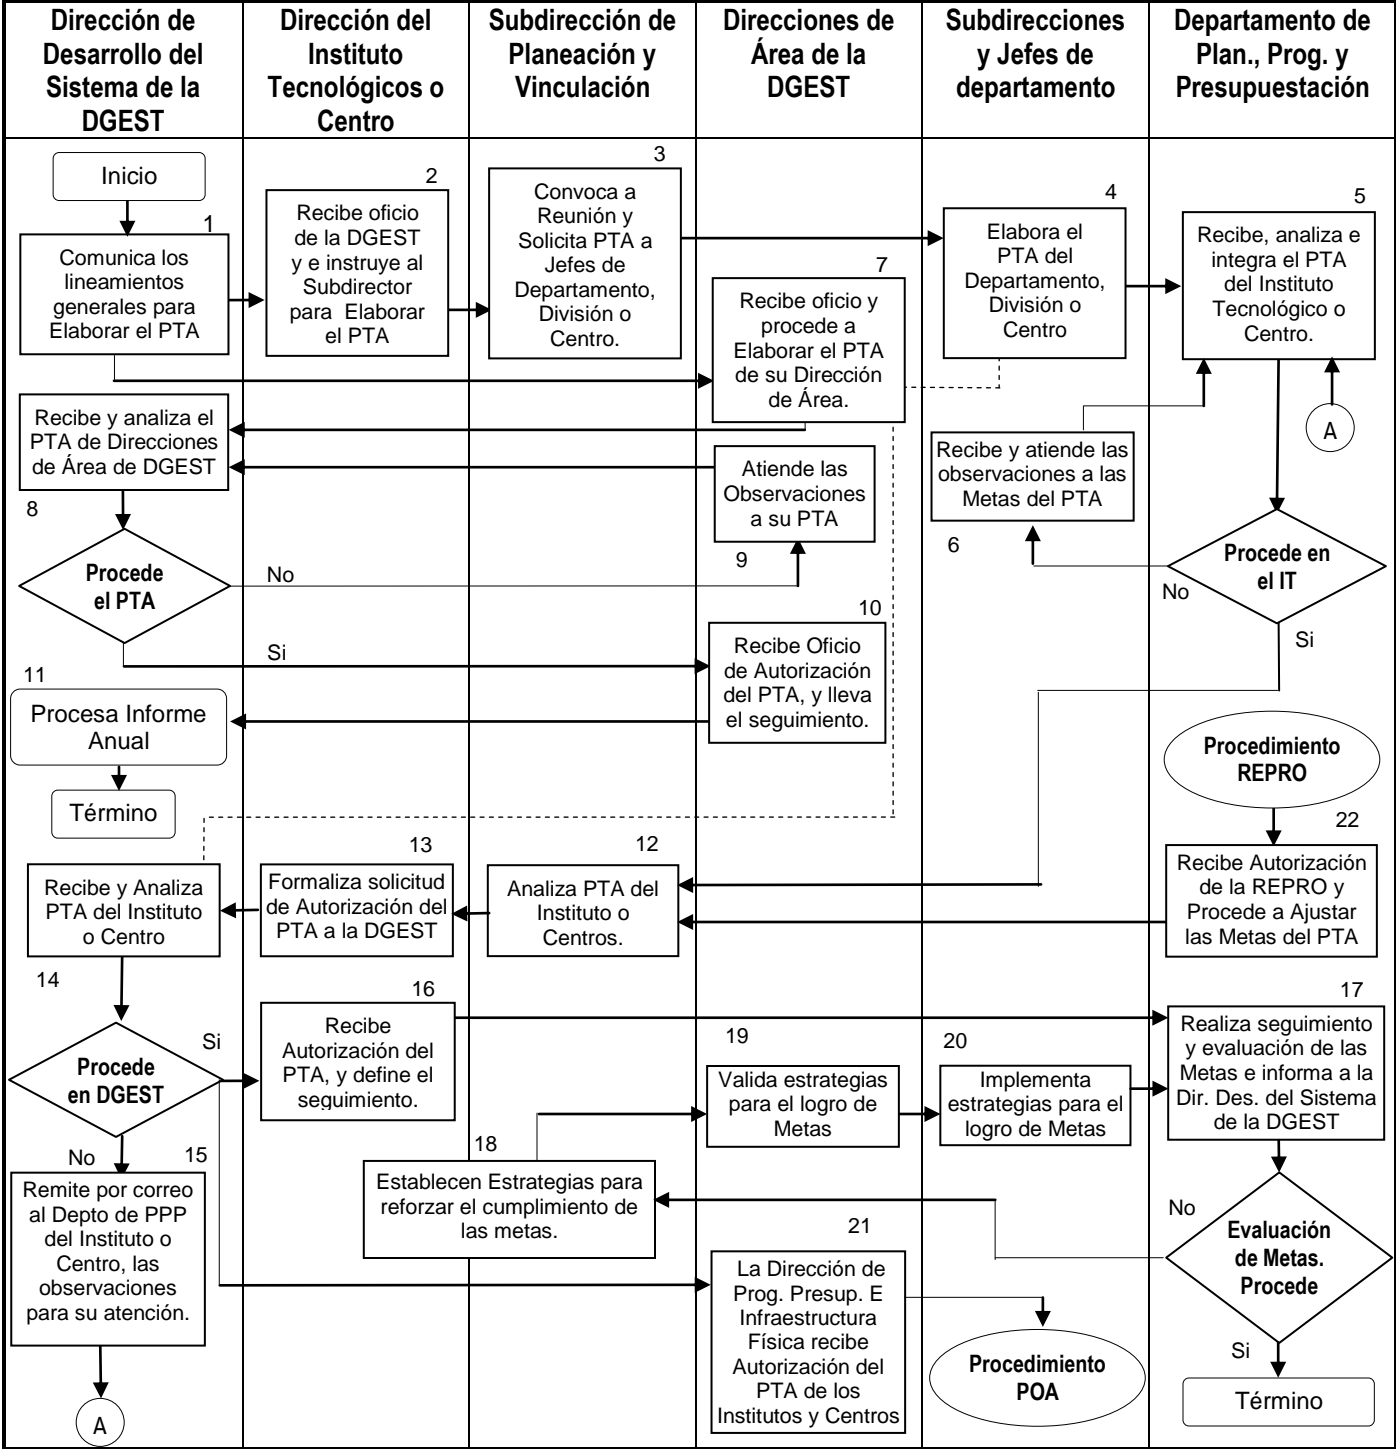 Dirección de
Desarrollo del
Sistema de la
DGEST
Dirección del
Instituto
Tecnológicos o
Centro
Subdirección de
Planeación y
Vinculación
Direcciones de
Área de la
DGEST
Subdirecciones
y Jefes de
departamento
Departamento de
Plan., Prog. y
Presupuestación
Inicio
1
Comunica los
lineamientos
generales para
Elaborar el PTA
2
Recibe oficio
de la DGEST
y e instruye al
Subdirector
para Elaborar
el PTA
3
Convoca a
Reunión y
Solicita PTA a
Jefes de
Departamento,
División o
Centro.
4
Elabora el
PTA del
Departamento,
División o
Centro
5
Recibe, analiza e
integra el PTA
del Instituto
Tecnológico o
Centro.
7
Recibe oficio y
procede a
Elaborar el PTA
de su Dirección
de Área.
Recibe y analiza el
PTA de Direcciones
de Área de DGEST
8
Atiende las
Observaciones
a su PTA
9
Recibe y atiende las
observaciones a las
Metas del PTA
6
A
Procede
el PTA
No
Si
Procede en
el IT
No
Si
10
Recibe Oficio
de Autorización
del PTA, y lleva
el seguimiento.
11
Procesa Informe
Anual
Término
Procedimiento
REPRO
22
Recibe Autorización
de la REPRO y
Procede a Ajustar
las Metas del PTA
12
Analiza PTA del
Instituto o
Centros.
13
Formaliza solicitud
de Autorización del
PTA a la DGEST
Recibe y Analiza
PTA del Instituto
o Centro
14
Procede
en DGEST
Si
No
15
Remite por correo
al Depto de PPP
del Instituto o
Centro, las
observaciones
para su atención.
A
16
Recibe
Autorización del
PTA, y define el
seguimiento.
17
Realiza seguimiento
y evaluación de las
Metas e informa a la
Dir. Des. del Sistema
de la DGEST
18
Establecen Estrategias para
reforzar el cumplimiento de
las metas.
19
Valida estrategias
para el logro de
Metas
20
Implementa
estrategias para el
logro de Metas
21
La Dirección de
Prog. Presup. E
Infraestructura
Física recibe
Autorización del
PTA de los
Institutos y Centros
Procedimiento
POA
No
Evaluación
de Metas.
Procede
Si
Término